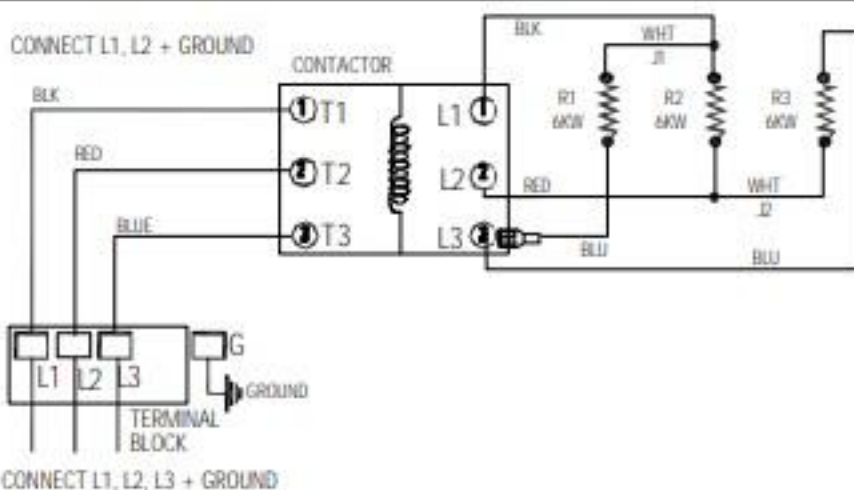 CONNECT L1, L2 + GROUND
CONTACTOR
BLK
RED
BLUE
1 T1
2 T2
3 T3
L1 1
L2 2
L3 3
BLK
WHT
J1
R1
6KW
R2
6KW
R3
6KW
RED
WHT
J2
BLU
BLU
L1 L2 L3
G
GROUND
TERMINAL
BLOCK
CONNECT L1, L2, L3 + GROUND